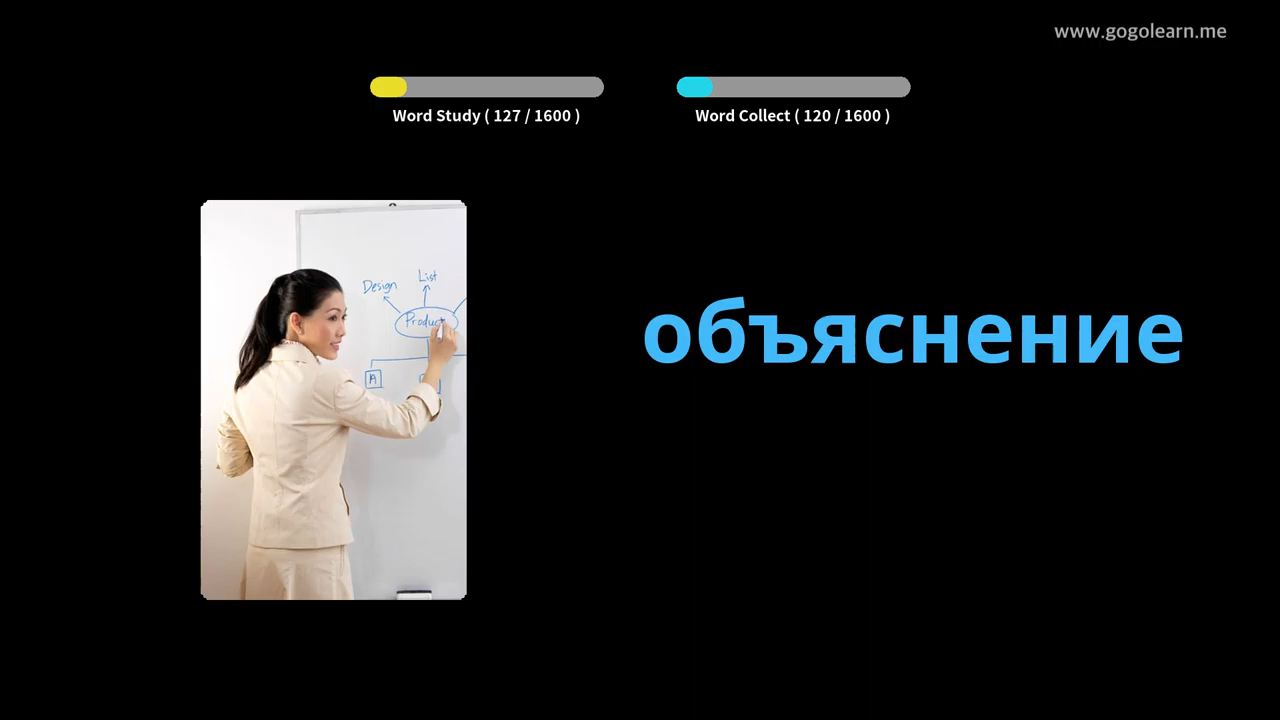 www.gogolearn.me
Word Study ( 127 / 1600 )
Word Collect ( 120 / 1600 )
Design
List
Product
A
объяснение